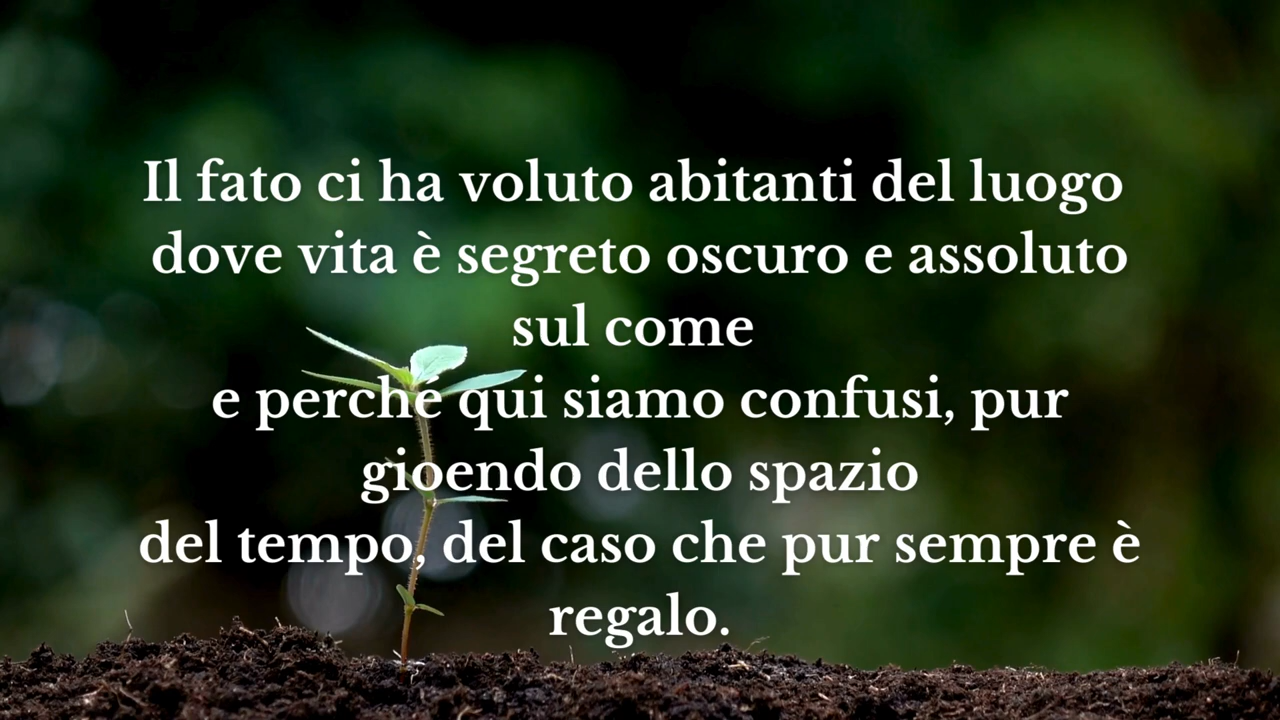 Il fato ci ha voluto abitanti del luogo
dove vita è segreto oscuro e assoluto
sul come
e perché qui siamo confusi, pur
gioendo dello spazio
del tempo, del caso che pur sempre è
regalo.